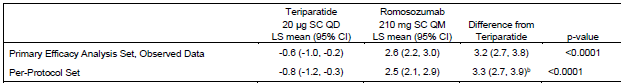 Teriparatide Romosozumab
20 µg SC QD 210 mg SC QM Difference from
LS mean (95% CI) LS mean (95% CI) Teriparatide p-value
Primary Efficacy Analysis Set, Observed Data -0.6 (-1.0, -0.2) 2.6 (2.2, 3.0) 3.2 (2.7, 3.8) <0.0001
Per-Protocol Set -0.8 (-1.2, -0.3) 2.5 (2.1, 2.9) 3.3 (2.7, 3.9)ᵇ <0.0001